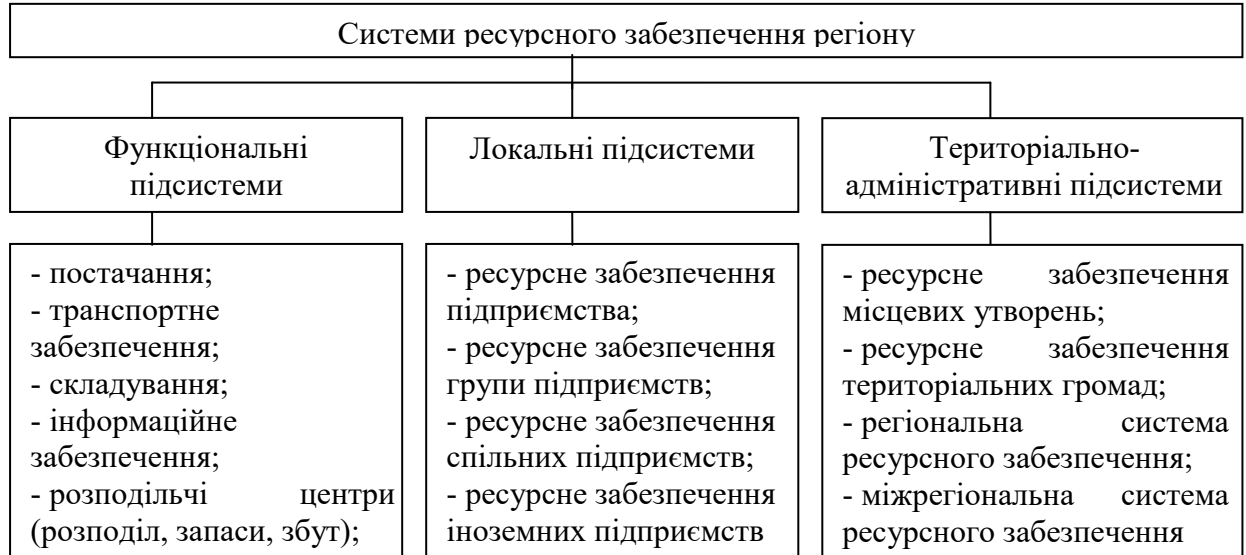 Системи ресурсного забезпечення регіону
Функціональні
підсистеми
Локальні підсистеми
Територіально-
адміністративні підсистеми
- постачання;
- транспортне
забезпечення;
- складування;
- інформаційне
забезпечення;
- розподільчі центри
(розподіл, запаси, збут);
- ресурсне забезпечення
підприємства;
- ресурсне забезпечення
групи підприємств;
- ресурсне забезпечення
спільних підприємств;
- ресурсне забезпечення
іноземних підприємств
- ресурсне забезпечення
місцевих утворень;
- ресурсне забезпечення
територіальних громад;
- регіональна система
ресурсного забезпечення;
- міжрегіональна система
ресурсного забезпечення